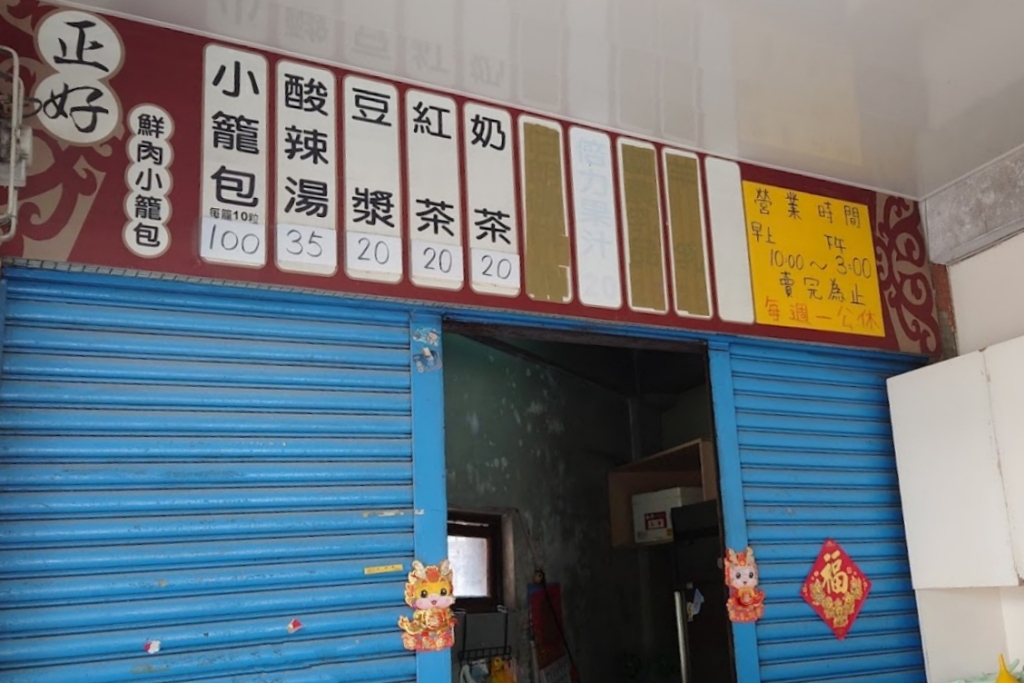 正好
鮮肉小籠包
小籠包
每籠10粒
100
酸辣湯
35
豆漿
20
紅茶
20
奶茶
20
營業時間
早上 下午
10:00～3:00
賣完為止
每週一公休
福